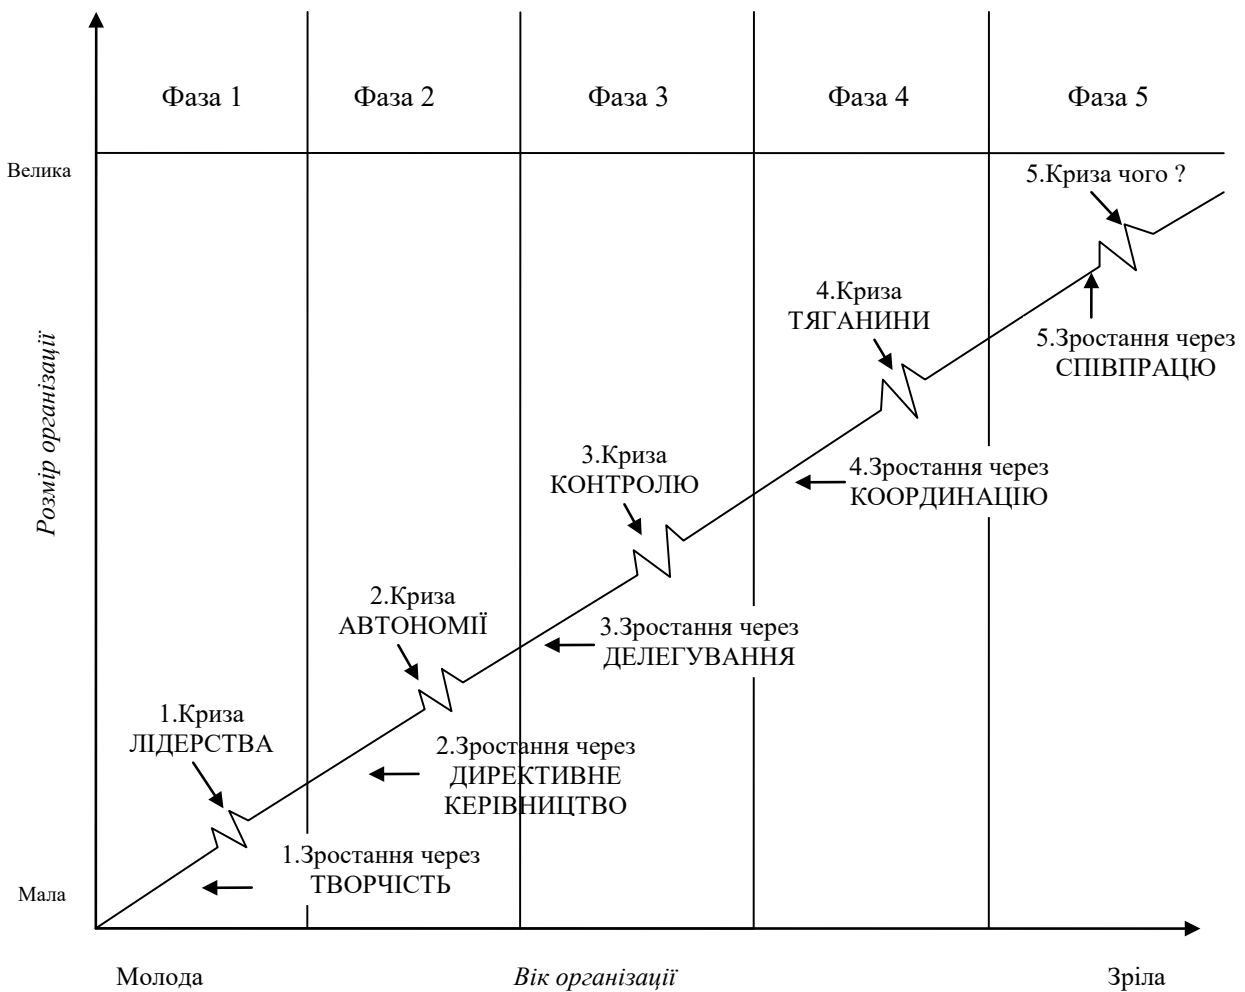 Фаза 1
Фаза 2
Фаза 3
Фаза 4
Фаза 5
Велика
5.Криза чого ?
4.Криза
ТЯГАНИНИ
5.Зростання через
СПІВПРАЦЮ
Розмір організації
3.Криза
КОНТРОЛЮ
4.Зростання через
КООРДИНАЦІЮ
2.Криза
АВТОНОМІЇ
3.Зростання через
ДЕЛЕГУВАННЯ
1.Криза
ЛІДЕРСТВА
2.Зростання через
ДИРЕКТИВНЕ
КЕРІВНИЦТВО
1.Зростання через
ТВОРЧІСТЬ
Мала
Молода
Вік організації
Зріла